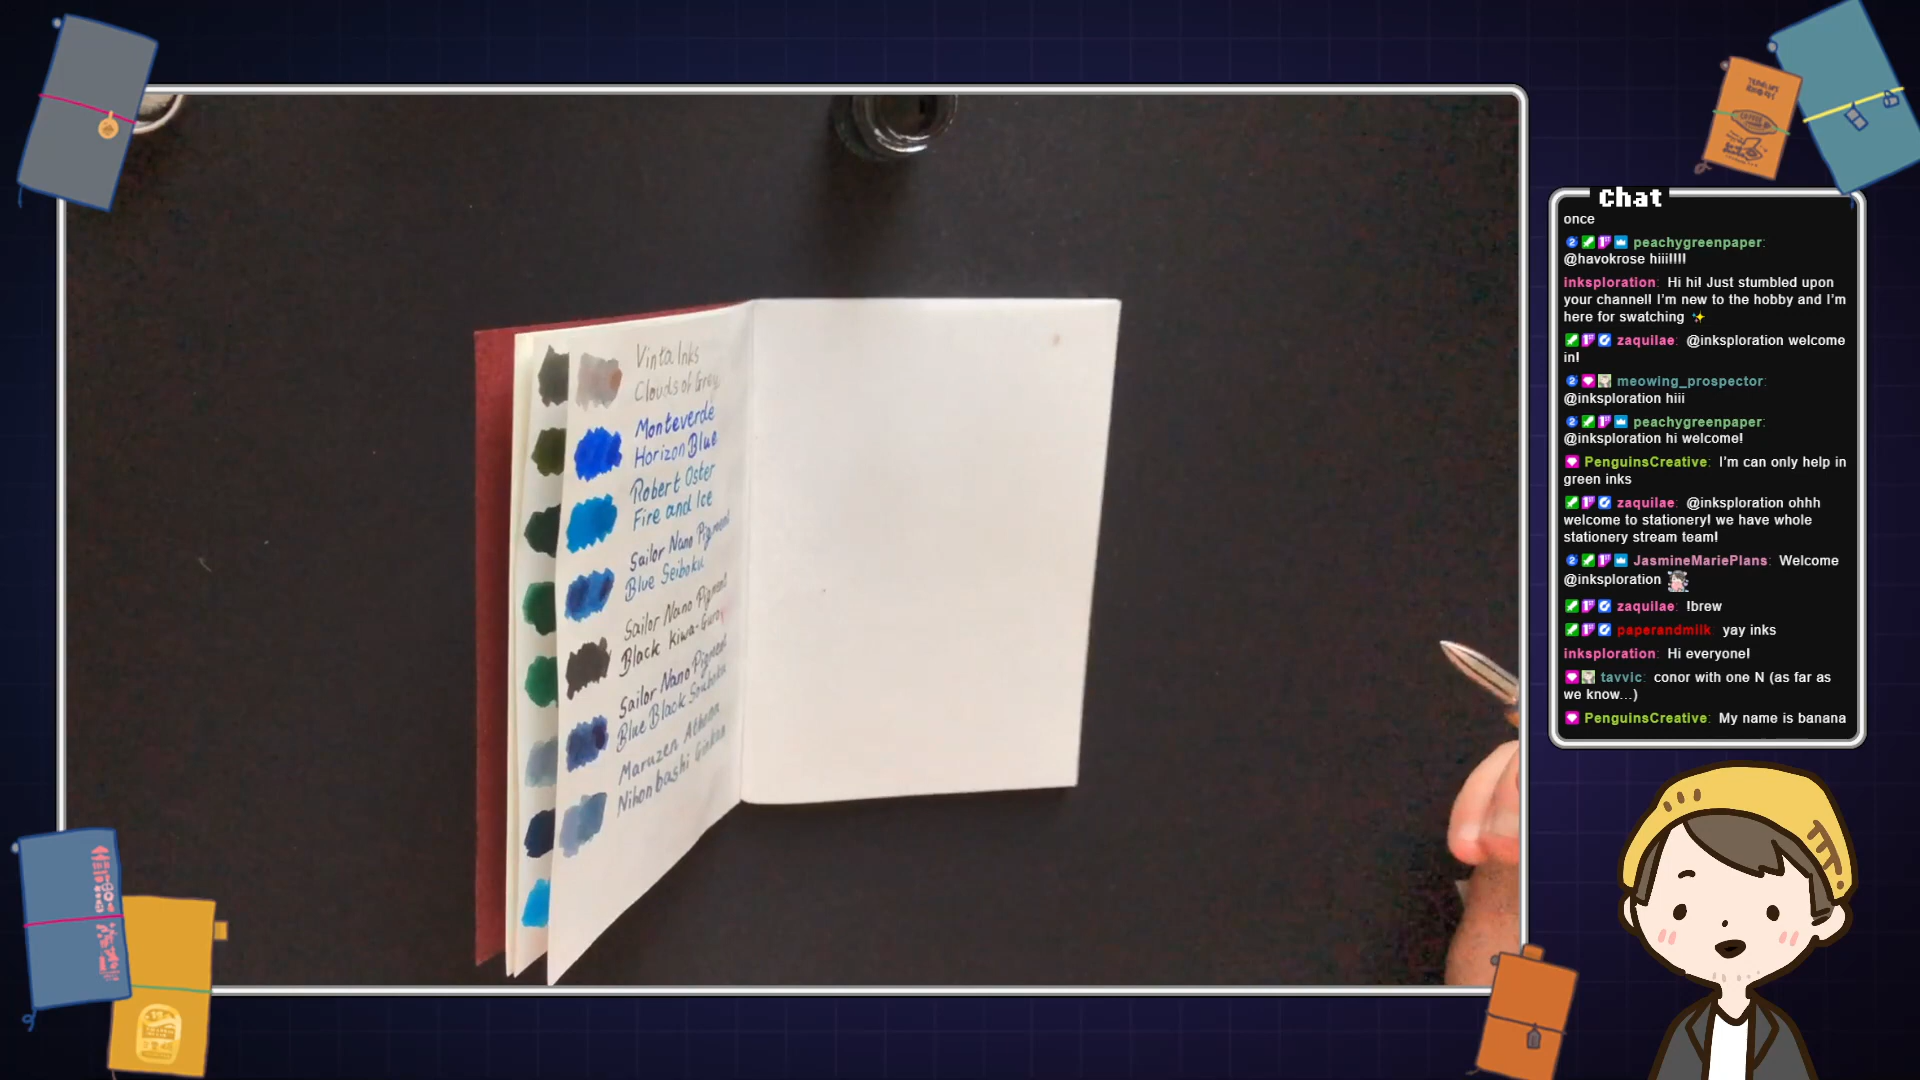 Vinta Inks
Clouds of Grey
Monteverde
Horizon Blue
Robert Oster
Fire and Ice
Sailor Nano Pigment
Blue Seiboku
Sailor Nano Pigment
Black Kiwa-Guro
Sailor Nano Pigment
Blue Black Souboku
Maruzen Athena
Nihonbashi Ginkan
chat
once
peachygreenpaper:
@havokrose hiii!!!!
inksploration: Hi hi! Just stumbled upon
your channel! I'm new to the hobby and I'm
here for swatching ✨
zaquilae: @inksploration welcome
in!
meowing_prospector:
@inksploration hiii
peachygreenpaper:
@inksploration hi welcome!
PenguinsCreative: I'm can only help in
green inks
zaquilae: @inksploration ohhh
welcome to stationery! we have whole
stationery stream team!
JasmineMariePlans: Welcome
@inksploration
zaquilae: !brew
paperandmilk: yay inks
inksploration: Hi everyone!
tavvic: conor with one N (as far as
we know...)
PenguinsCreative: My name is banana